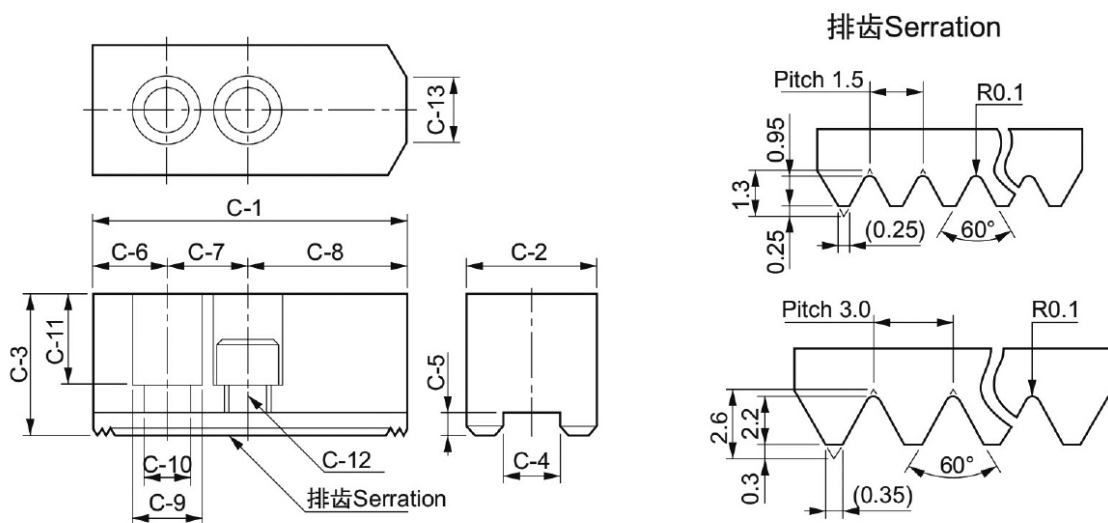 排齿Serration
C-13
C-1
C-6
C-7
C-8
C-2
C-3
C-11
C-5
C-10
C-9
C-12
C-4
排齿Serration
Pitch 1.5
R0.1
0.95
1.3
0.25
(0.25)
60°
Pitch 3.0
R0.1
2.6
2.2
0.3
(0.35)
60°